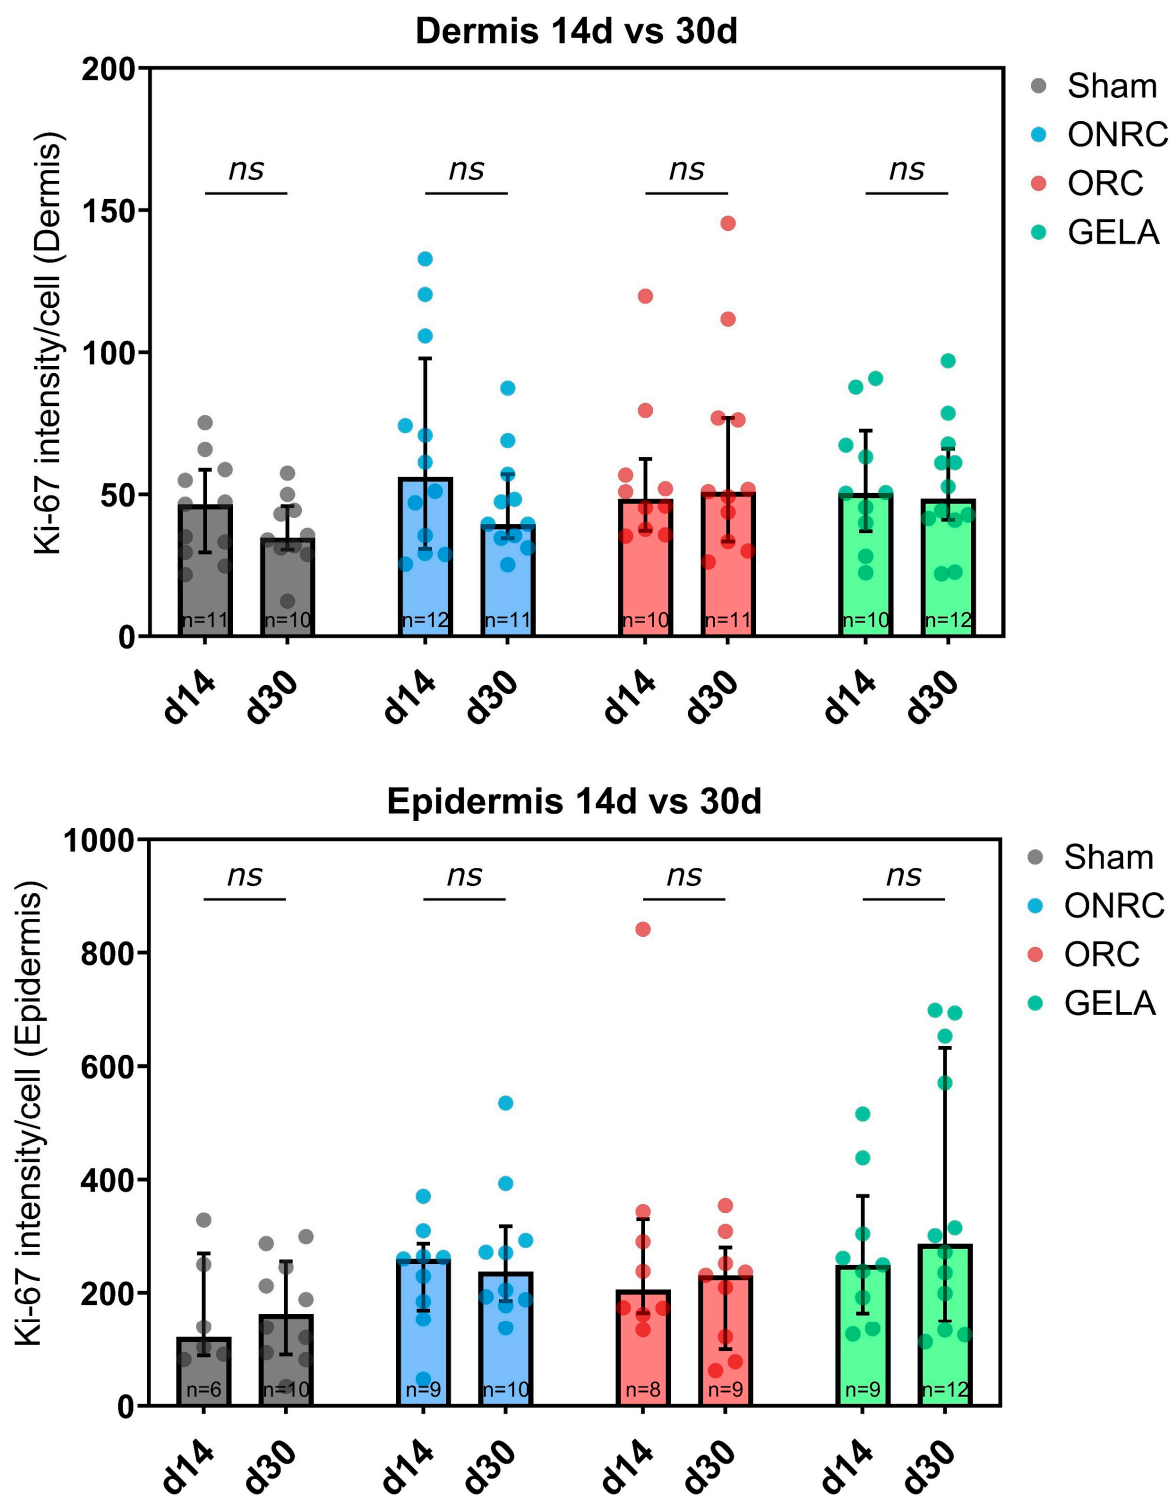 Dermis 14d vs 30d
Ki-67 intensity/cell (Dermis)
200
150
100
50
0
ns ns ns ns
n=11 n=10 n=12 n=11 n=10 n=11 n=10 n=12
d14 d30 d14 d30 d14 d30 d14 d30
Sham
ONRC
ORC
GELA
Epidermis 14d vs 30d
Ki-67 intensity/cell (Epidermis)
1000
800
600
400
200
0
ns ns ns ns
n=6 n=10 n=9 n=10 n=8 n=9 n=9 n=12
d14 d30 d14 d30 d14 d30 d14 d30
Sham
ONRC
ORC
GELA